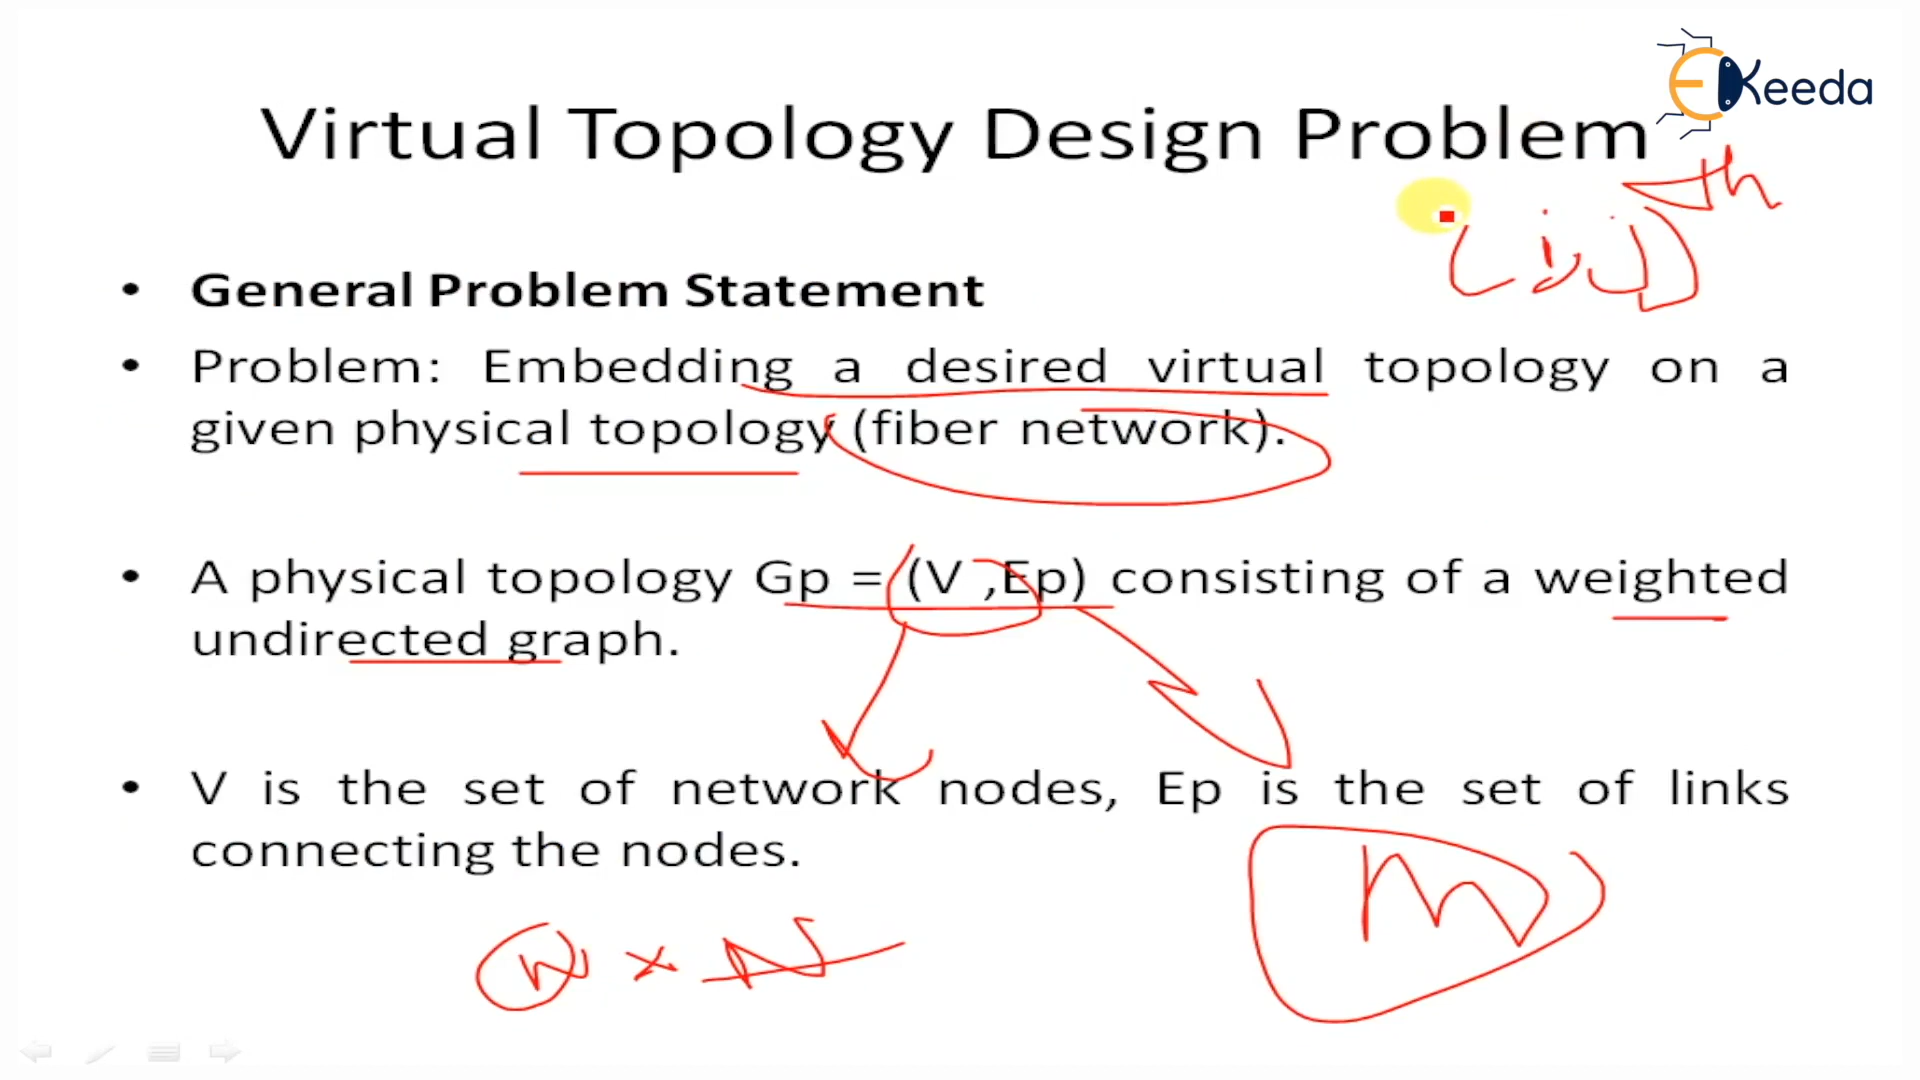 EKeeda
Virtual Topology Design Problem
(i,j)th
• General Problem Statement
• Problem: Embedding a desired virtual topology on a
given physical topology (fiber network).
• A physical topology Gp = (V ,Ep) consisting of a weighted
undirected graph.
• V is the set of network nodes, Ep is the set of links
connecting the nodes.
N × N